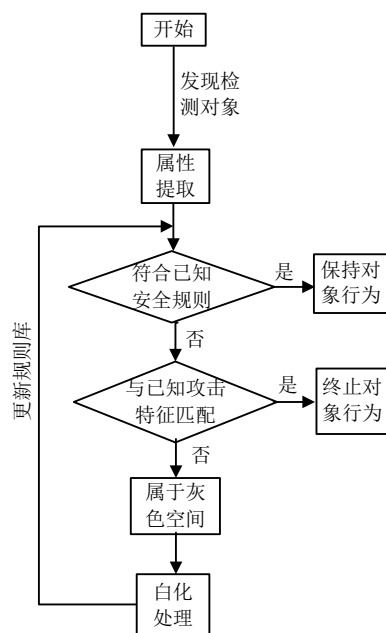 开始
发现检
测对象
属性
提取
符合已知
安全规则
是
保持对
象行为
否
与已知攻击
特征匹配
是
终止对
象行为
否
属于灰
色空间
白化
处理
更新规则库